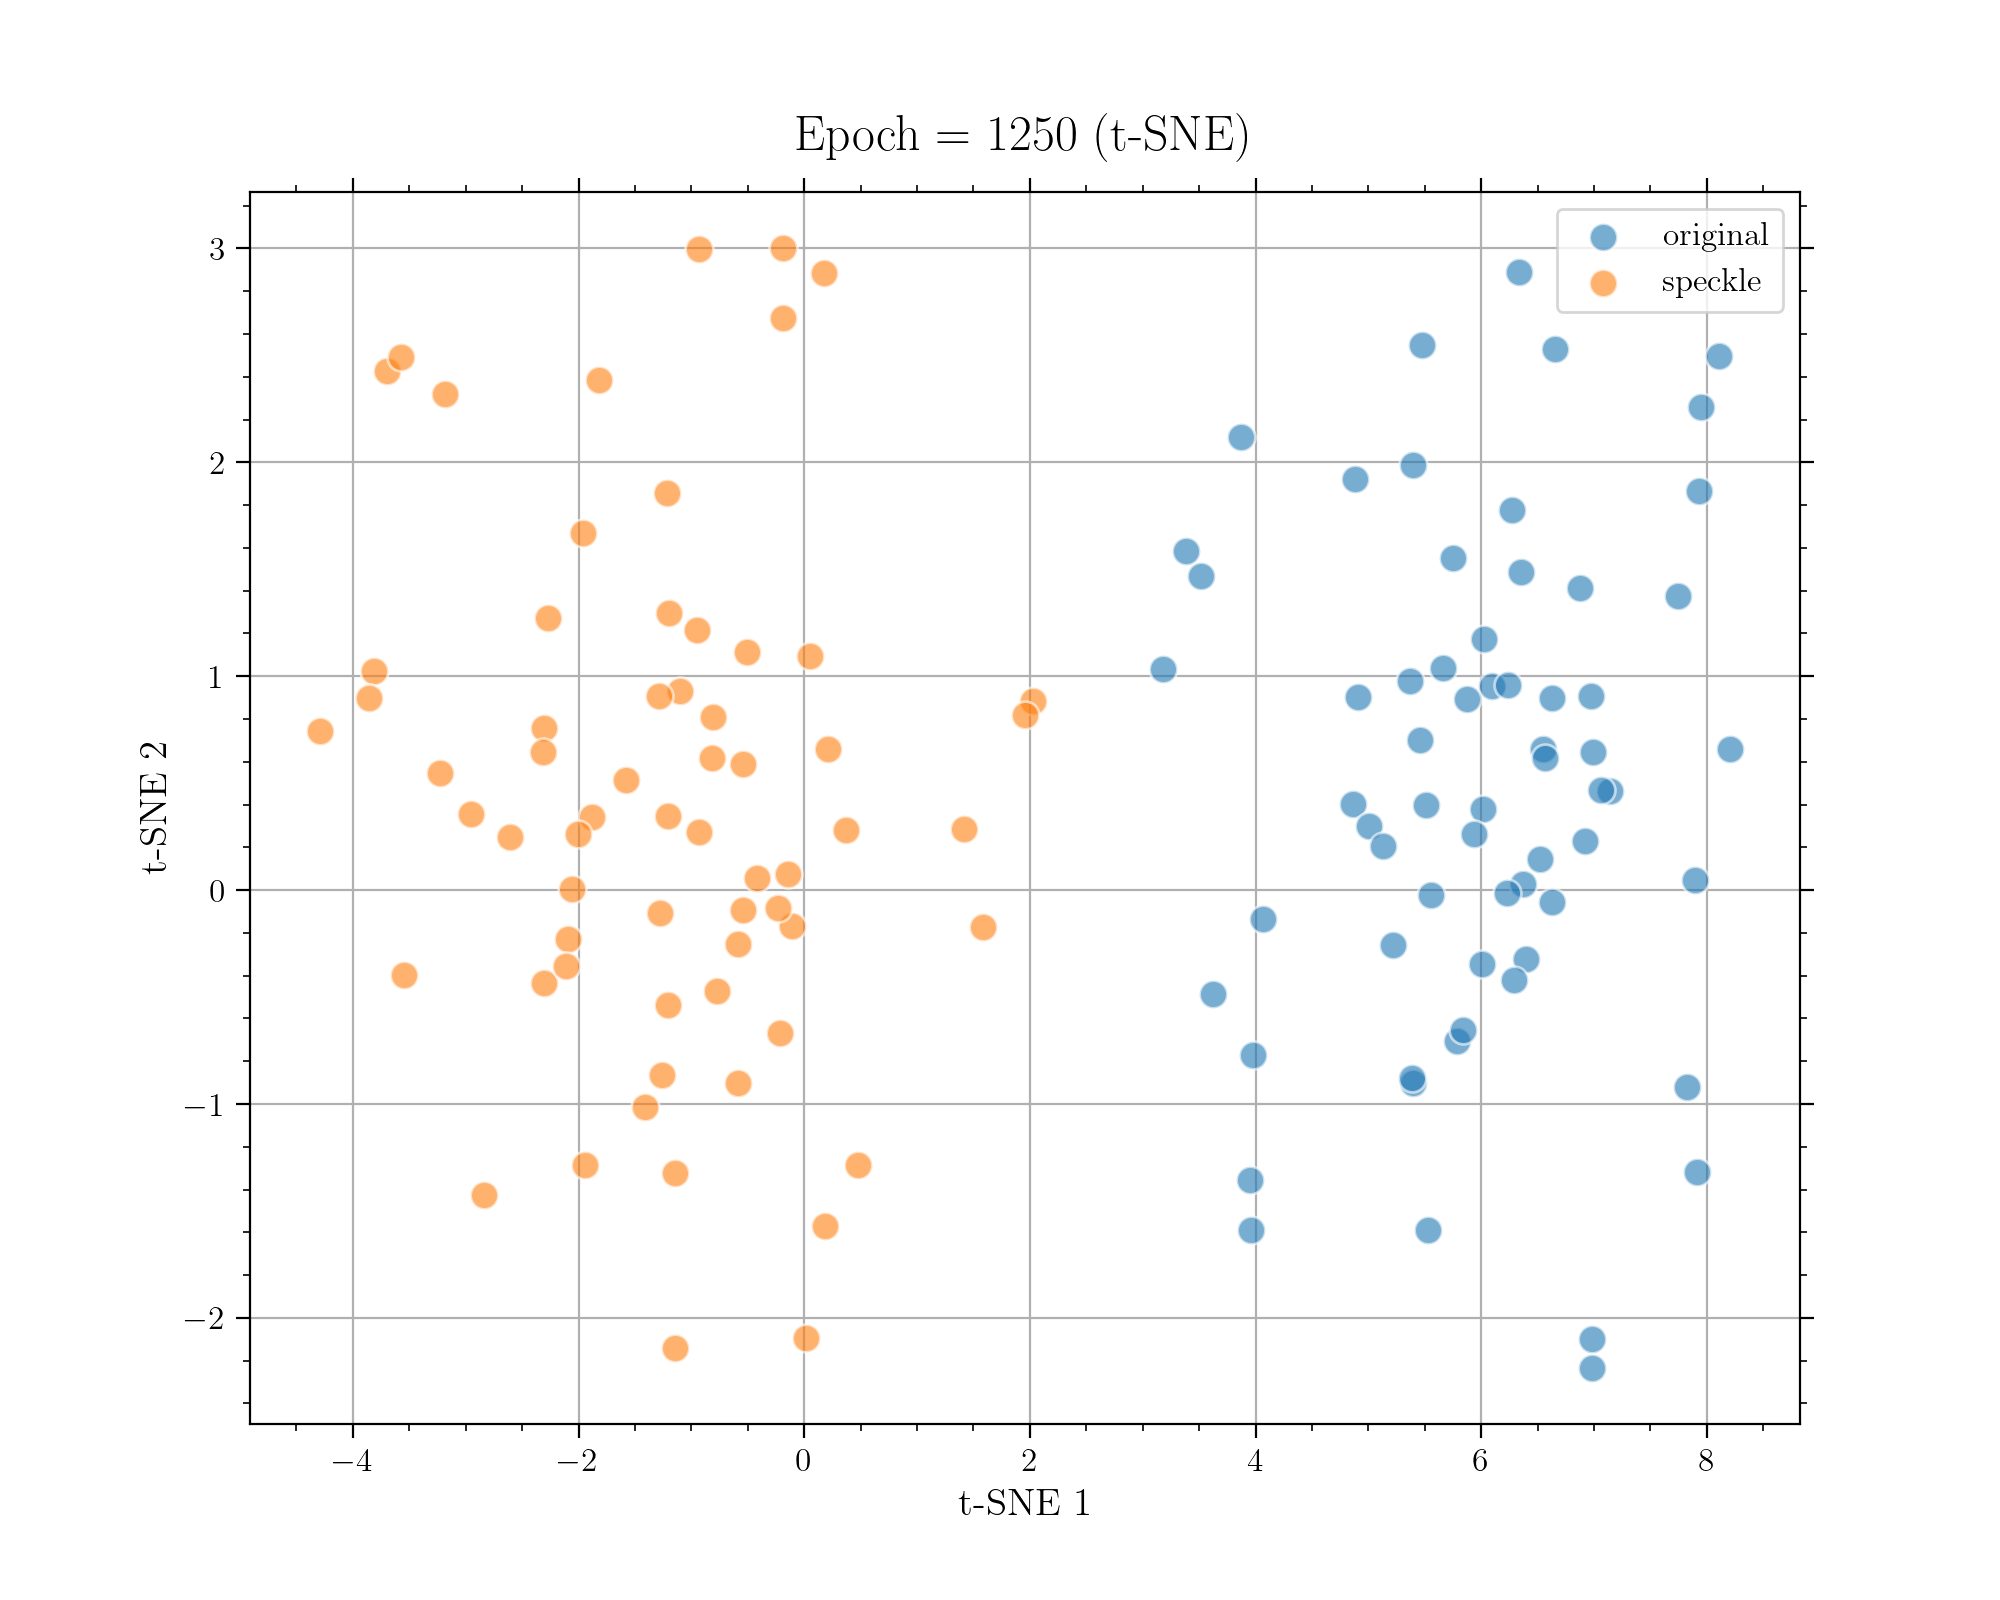 Epoch = 1250 (t-SNE)
original
speckle
3
2
1
0
−1
−2
t-SNE 2
−4
−2
0
2
4
6
8
t-SNE 1